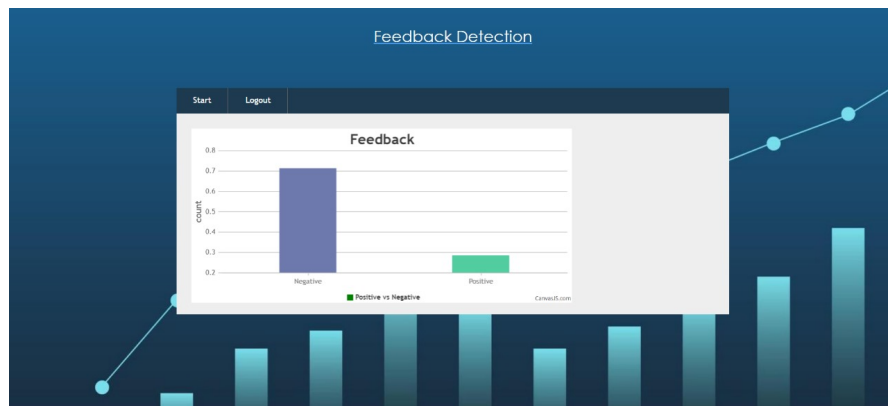 Feedback Detection
Start Logout
Feedback
0.8
0.7
0.6
0.5
0.4
0.3
0.2
count
Negative Positive
Positive vs Negative
CanvasJS.com